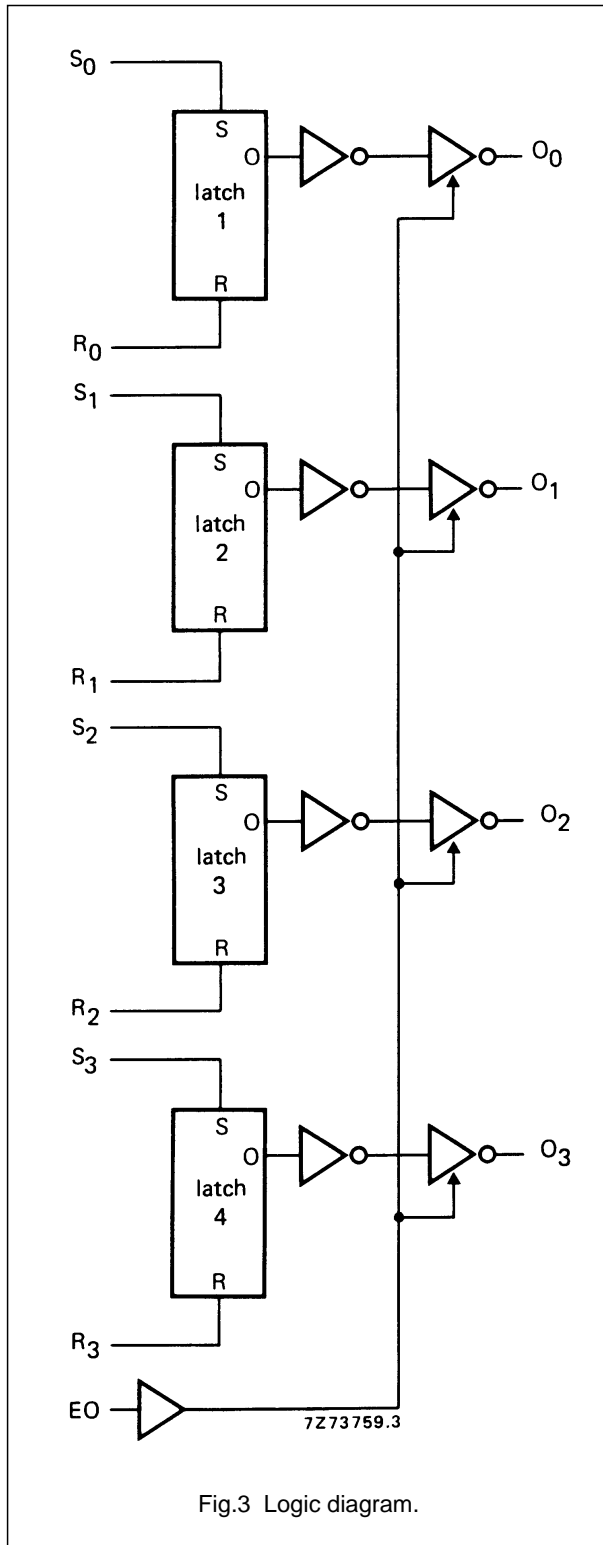 S0
S
O
O0
latch
1
R
R0
S1
S
O
O1
latch
2
R
R1
S2
S
O
O2
latch
3
R
R2
S3
S
O
O3
latch
4
R
R3
EO
7Z73759.3
Fig.3 Logic diagram.